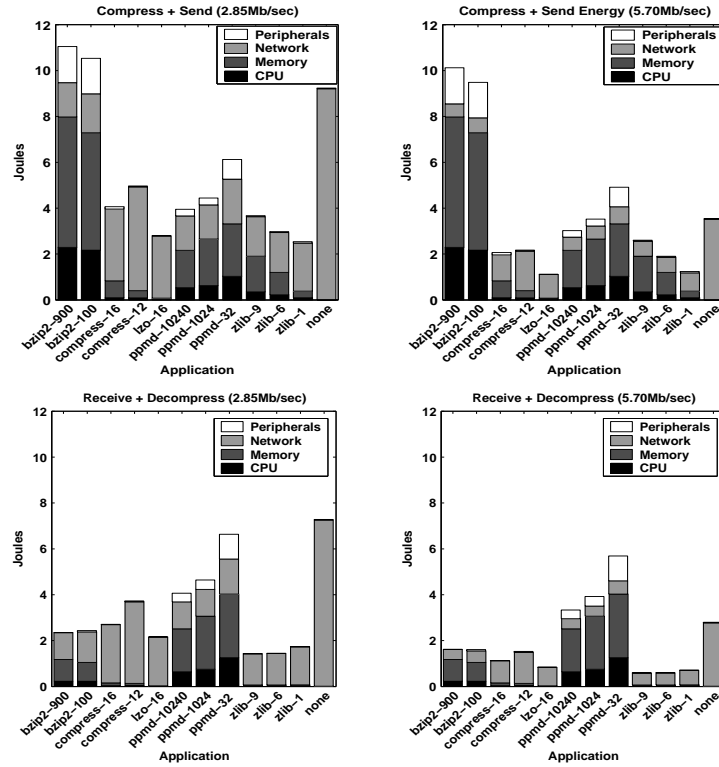 Compress + Send (2.85Mb/sec)
12
10
8
6
4
2
0
Joules
Peripherals
Network
Memory
CPU
bzip2−900
bzip2−100
compress−16
compress−12
lzo−16
ppmd−10240
ppmd−1024
ppmd−32
zlib−9
zlib−6
zlib−1
none
Application
Compress + Send Energy (5.70Mb/sec)
12
10
8
6
4
2
0
Joules
Peripherals
Network
Memory
CPU
bzip2−900
bzip2−100
compress−16
compress−12
lzo−16
ppmd−10240
ppmd−1024
ppmd−32
zlib−9
zlib−6
zlib−1
none
Application
Receive + Decompress (2.85Mb/sec)
12
10
8
6
4
2
0
Joules
Peripherals
Network
Memory
CPU
bzip2−900
bzip2−100
compress−16
compress−12
lzo−16
ppmd−10240
ppmd−1024
ppmd−32
zlib−9
zlib−6
zlib−1
none
Application
Receive + Decompress (5.70Mb/sec)
12
10
8
6
4
2
0
Joules
Peripherals
Network
Memory
CPU
bzip2−900
bzip2−100
compress−16
compress−12
lzo−16
ppmd−10240
ppmd−1024
ppmd−32
zlib−9
zlib−6
zlib−1
none
Application